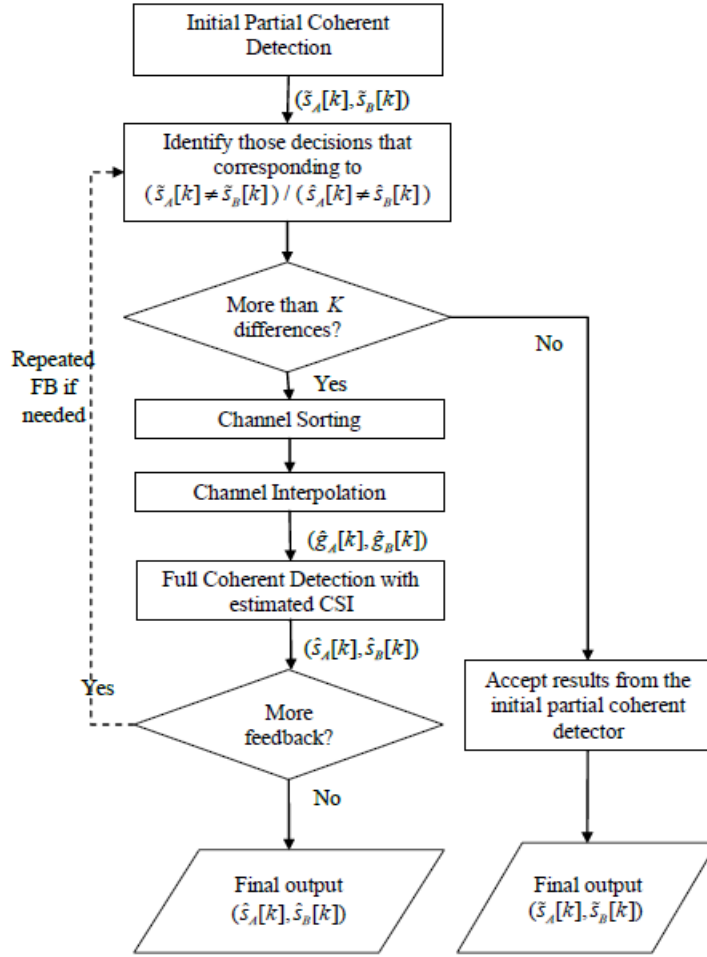 Initial Partial Coherent
Detection
(s̃_A[k], s̃_B[k])
Identify those decisions that
corresponding to
(s̃_A[k] ≠ s̃_B[k]) / (ŝ_A[k] ≠ ŝ_B[k])
More than K
differences?
No
Yes
Repeated
FB if
needed
Channel Sorting
Channel Interpolation
(ĝ_A[k], ĝ_B[k])
Full Coherent Detection with
estimated CSI
(ŝ_A[k], ŝ_B[k])
Yes
More
feedback?
Accept results from the
initial partial coherent
detector
No
Final output
(ŝ_A[k], ŝ_B[k])
Final output
(s̃_A[k], s̃_B[k])